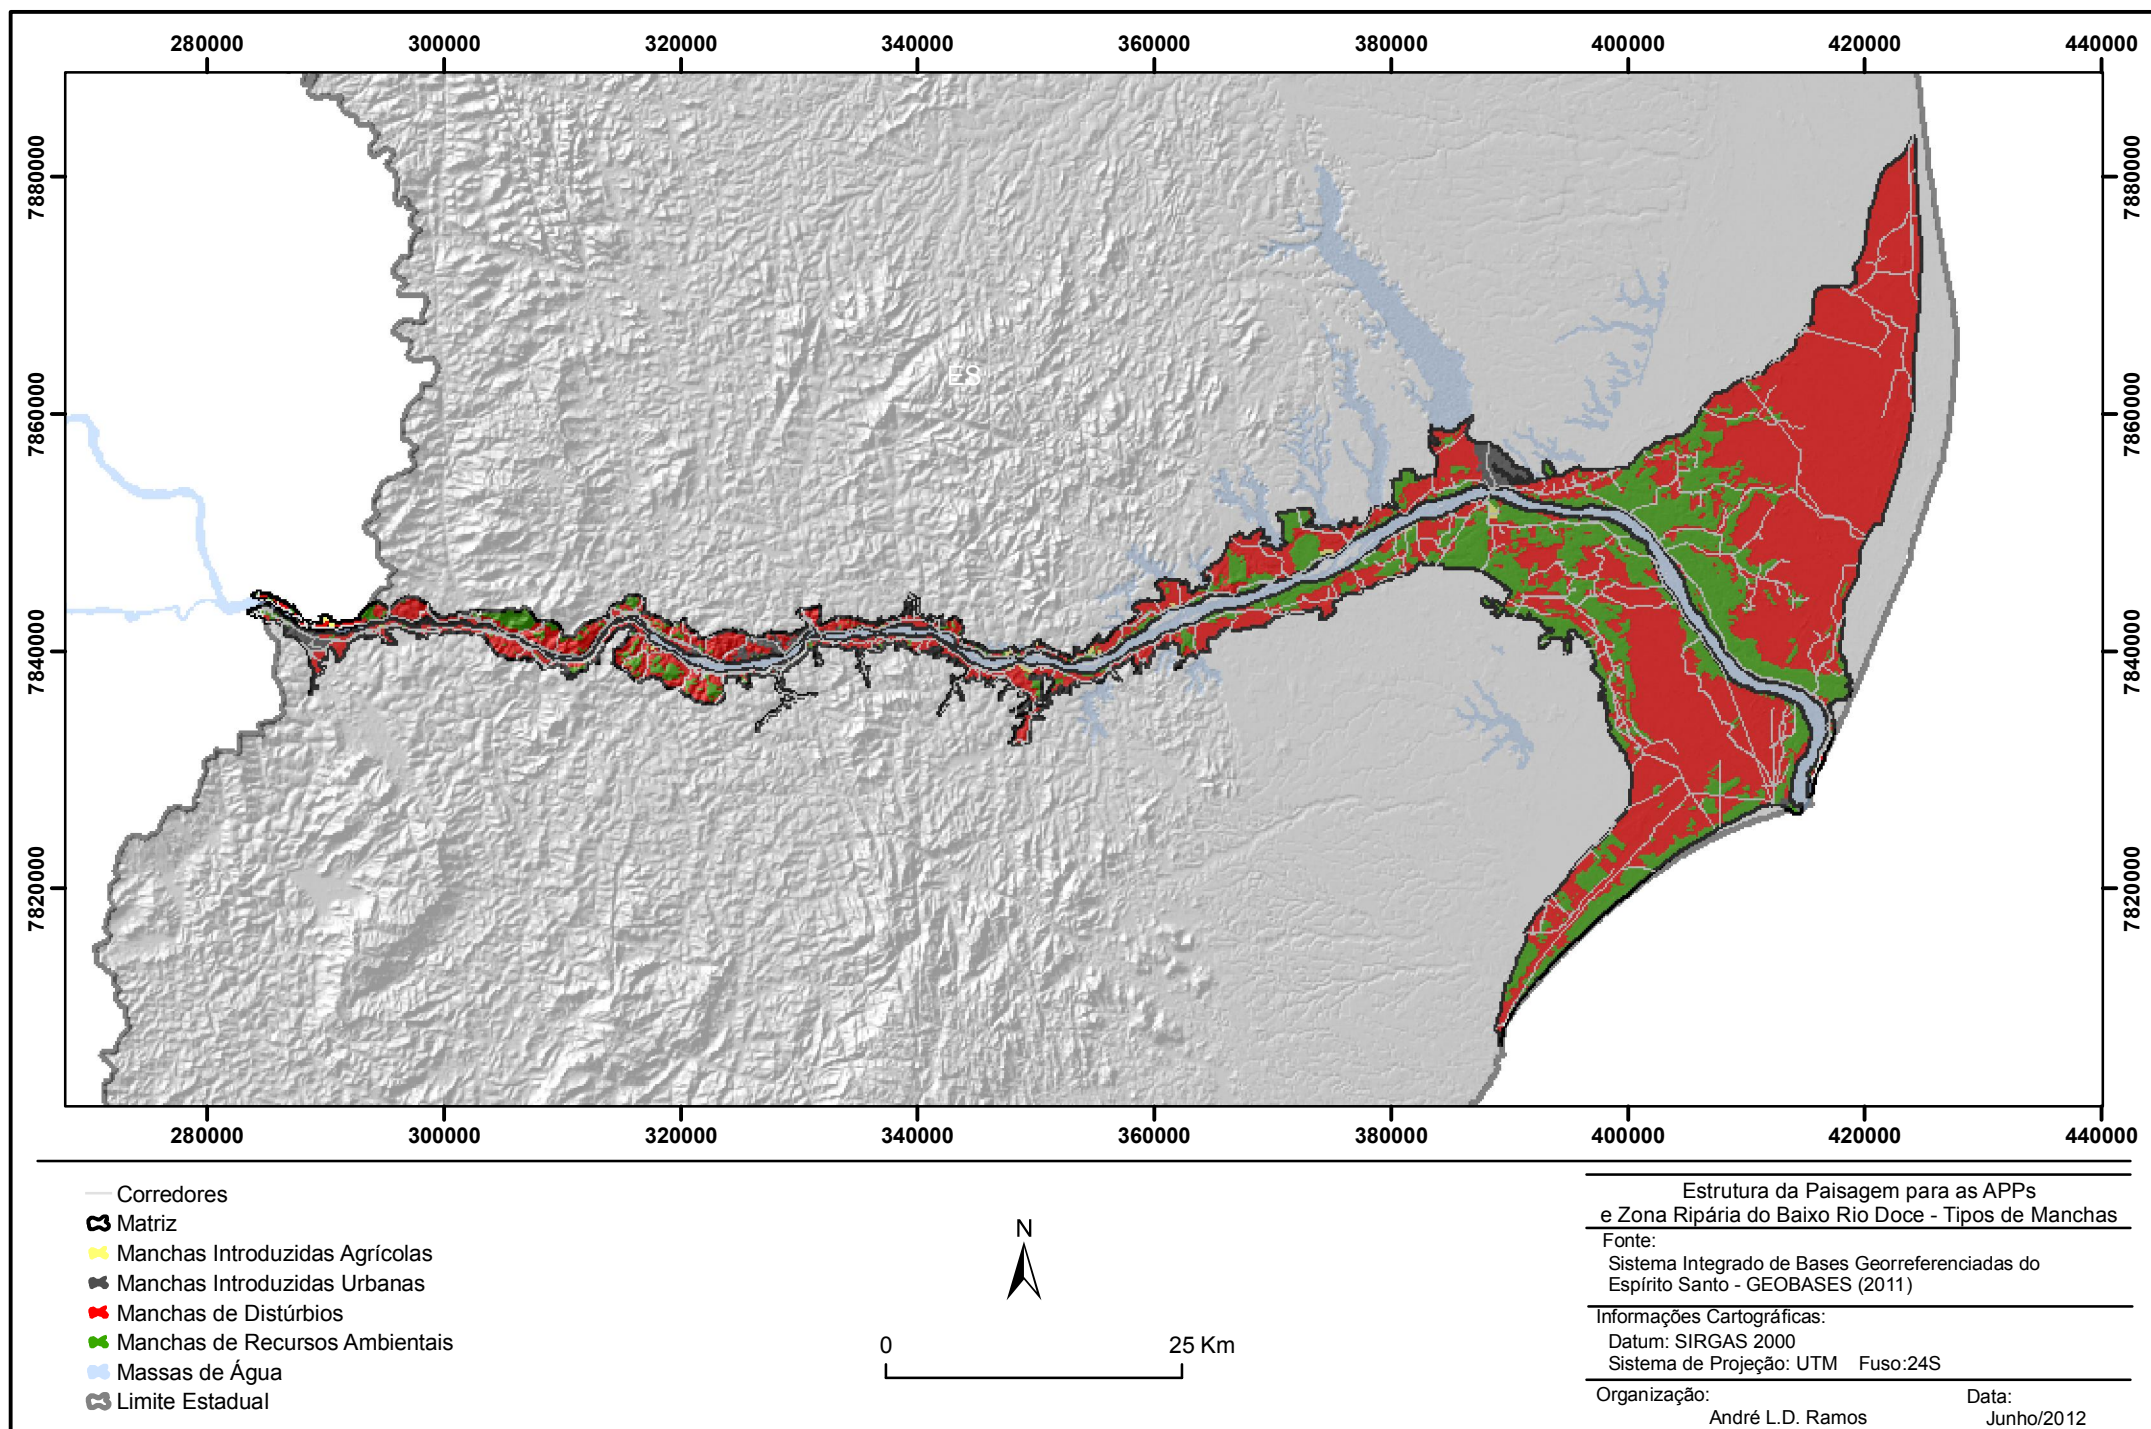 280000 300000 320000 340000 360000 380000 400000 420000 440000
7880000
7860000
7840000
7820000
ES
7880000
7860000
7840000
7820000
280000 300000 320000 340000 360000 380000 400000 420000 440000
Corredores
Matriz
Manchas Introduzidas Agrícolas
Manchas Introduzidas Urbanas
Manchas de Distúrbios
Manchas de Recursos Ambientais
Massas de Água
Limite Estadual
N
0 25 Km
Estrutura da Paisagem para as APPs
e Zona Ripária do Baixo Rio Doce - Tipos de Manchas
Fonte:
Sistema Integrado de Bases Georreferenciadas do
Espírito Santo - GEOBASES (2011)
Informações Cartográficas:
Datum: SIRGAS 2000
Sistema de Projeção: UTM Fuso:24S
Organização: Data:
André L.D. Ramos Junho/2012